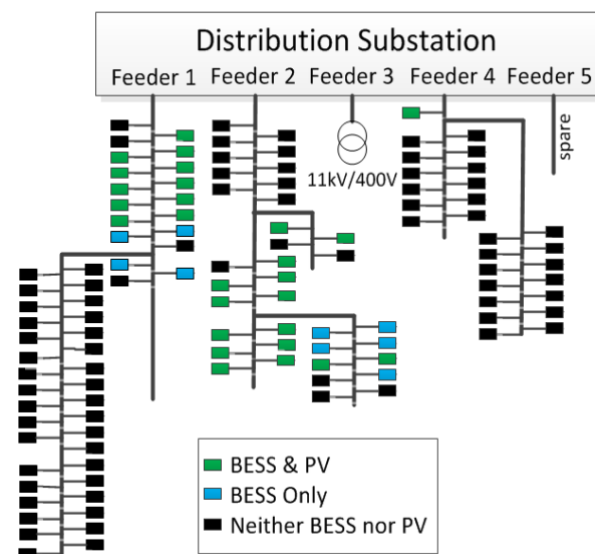 Distribution Substation
Feeder 1 Feeder 2 Feeder 3 Feeder 4 Feeder 5
spare
11kV/400V
BESS & PV
BESS Only
Neither BESS nor PV